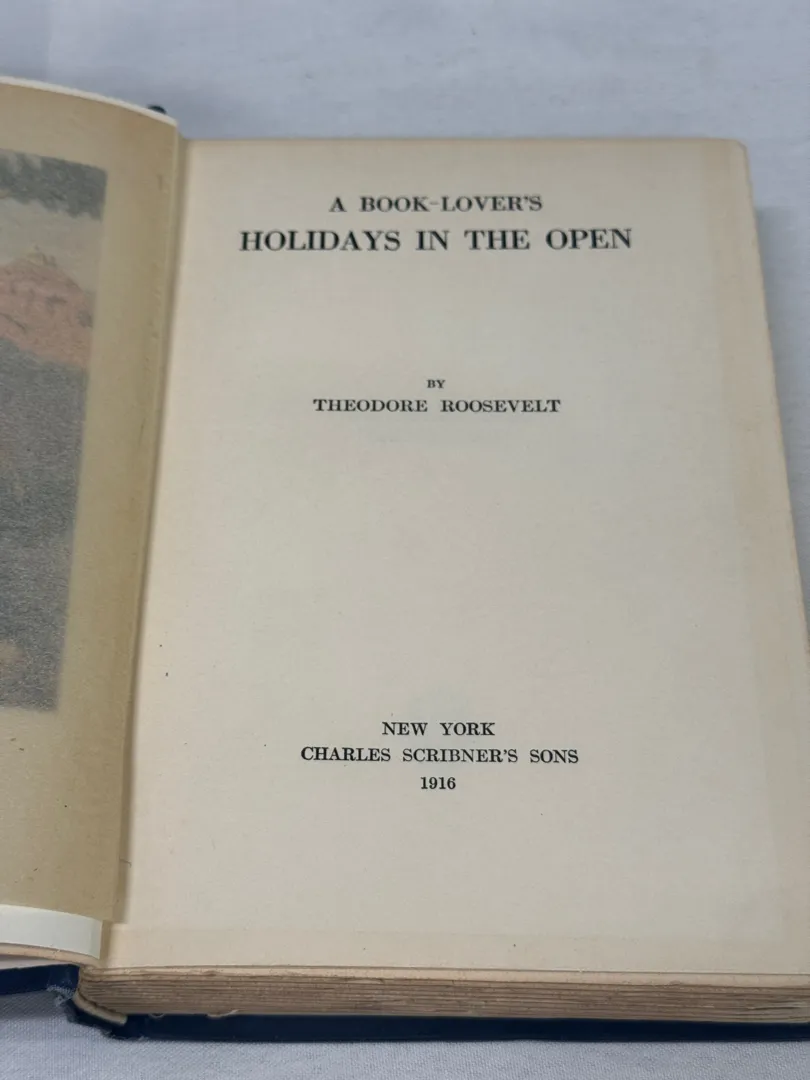 A BOOK-LOVER'S
HOLIDAYS IN THE OPEN
BY
THEODORE ROOSEVELT
NEW YORK
CHARLES SCRIBNER'S SONS
1916